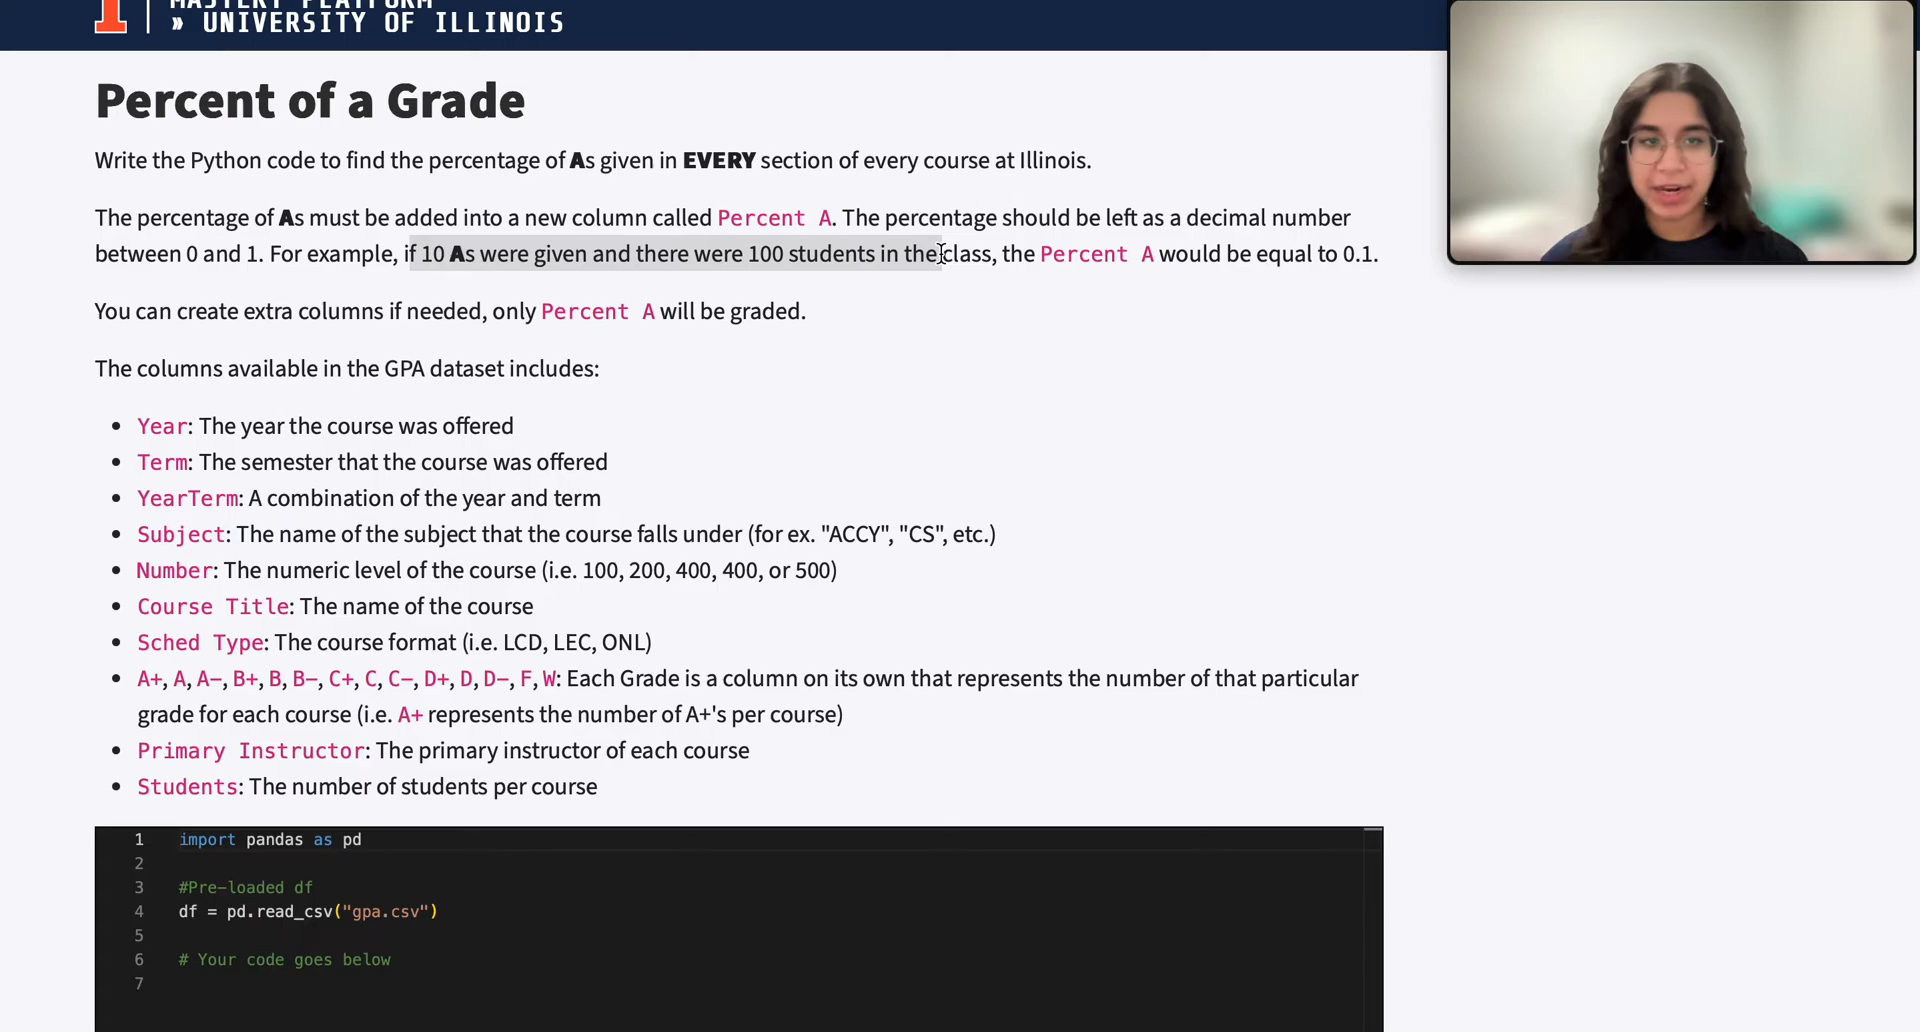 MASTERY PLATFORM
» UNIVERSITY OF ILLINOIS
Percent of a Grade
Write the Python code to find the percentage of As given in EVERY section of every course at Illinois.
The percentage of As must be added into a new column called Percent A. The percentage should be left as a decimal number
between 0 and 1. For example, if 10 As were given and there were 100 students in the class, the Percent A would be equal to 0.1.
You can create extra columns if needed, only Percent A will be graded.
The columns available in the GPA dataset includes:
• Year: The year the course was offered
• Term: The semester that the course was offered
• YearTerm: A combination of the year and term
• Subject: The name of the subject that the course falls under (for ex. "ACCY", "CS", etc.)
• Number: The numeric level of the course (i.e. 100, 200, 400, 400, or 500)
• Course Title: The name of the course
• Sched Type: The course format (i.e. LCD, LEC, ONL)
• A+, A, A-, B+, B, B-, C+, C, C-, D+, D, D-, F, W: Each Grade is a column on its own that represents the number of that particular
grade for each course (i.e. A+ represents the number of A+'s per course)
• Primary Instructor: The primary instructor of each course
• Students: The number of students per course
1 import pandas as pd
2
3 #Pre-loaded df
4 df = pd.read_csv("gpa.csv")
5
6 # Your code goes below
7